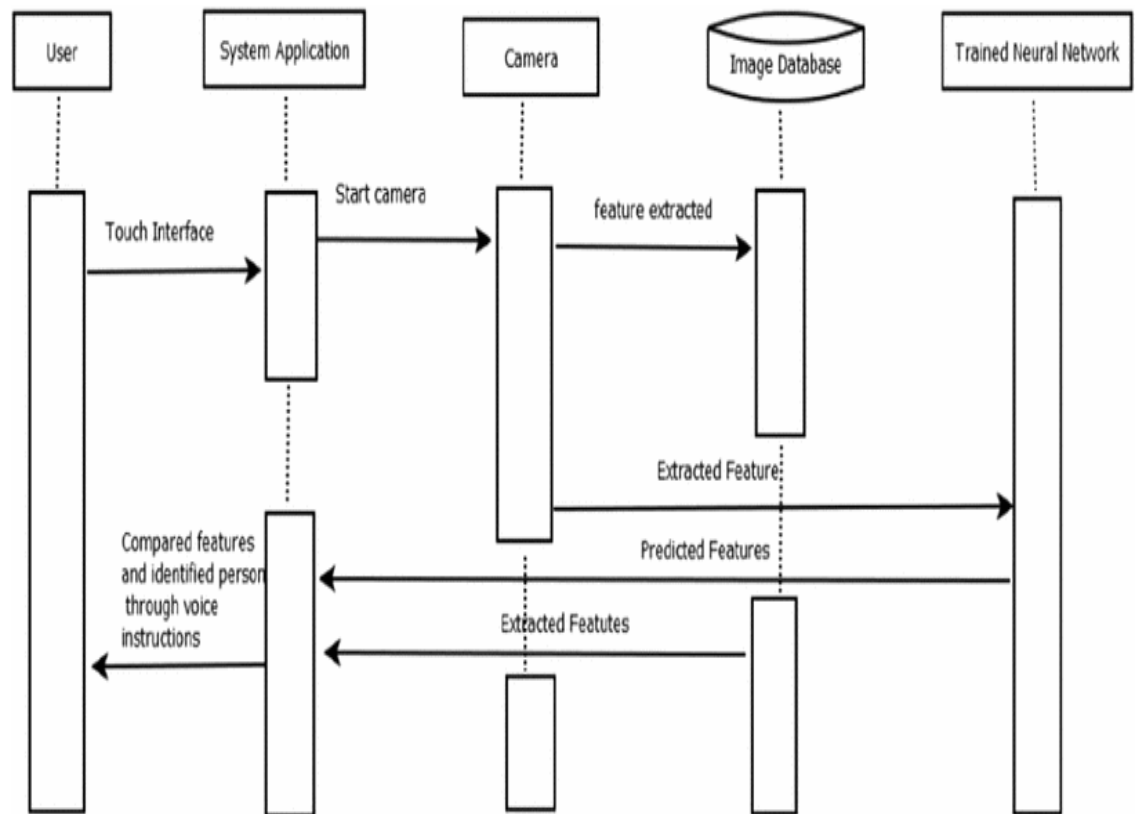 User
System Application
Camera
Image Database
Trained Neural Network
Start camera
feature extracted
Touch Interface
Extracted Feature
Predicted Features
Compared features
and identified person
through voice
instructions
Extracted Featutes